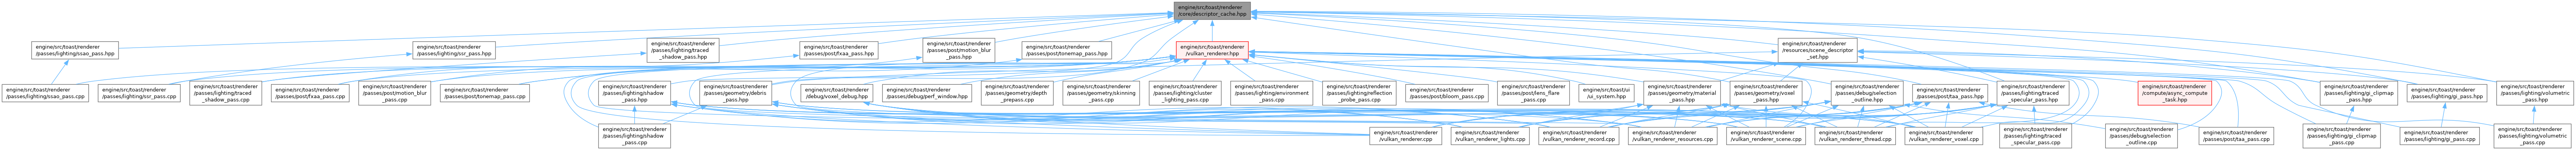 engine/src/toast/renderer
/core/descriptor_cache.hpp
engine/src/toast/renderer
/passes/lighting/ssao_pass.hpp
engine/src/toast/renderer
/passes/lighting/ssr_pass.hpp
engine/src/toast/renderer
/passes/lighting/traced
_shadow_pass.hpp
engine/src/toast/renderer
/passes/post/fxaa_pass.hpp
engine/src/toast/renderer
/passes/post/motion_blur
_pass.hpp
engine/src/toast/renderer
/passes/post/tonemap_pass.hpp
engine/src/toast/renderer
/vulkan_renderer.hpp
engine/src/toast/renderer
/resources/scene_descriptor
_set.hpp
engine/src/toast/renderer
/passes/lighting/ssao_pass.cpp
engine/src/toast/renderer
/passes/lighting/ssr_pass.cpp
engine/src/toast/renderer
/passes/lighting/traced
_shadow_pass.cpp
engine/src/toast/renderer
/passes/post/fxaa_pass.cpp
engine/src/toast/renderer
/passes/post/motion_blur
_pass.cpp
engine/src/toast/renderer
/passes/post/tonemap_pass.cpp
engine/src/toast/renderer
/passes/lighting/shadow
_pass.hpp
engine/src/toast/renderer
/passes/geometry/debris
_pass.hpp
engine/src/toast/renderer
/debug/voxel_debug.hpp
engine/src/toast/renderer
/passes/debug/perf_window.hpp
engine/src/toast/renderer
/passes/geometry/depth
_prepass.cpp
engine/src/toast/renderer
/passes/geometry/skinning
_pass.cpp
engine/src/toast/renderer
/passes/lighting/cluster
_lighting_pass.cpp
engine/src/toast/renderer
/passes/lighting/environment
_pass.cpp
engine/src/toast/renderer
/passes/lighting/reflection
_probe_pass.cpp
engine/src/toast/renderer
/passes/post/bloom_pass.cpp
engine/src/toast/renderer
/passes/post/lens_flare
_pass.cpp
engine/src/toast/ui
/ui_system.hpp
engine/src/toast/renderer
/passes/geometry/material
_pass.hpp
engine/src/toast/renderer
/passes/geometry/voxel
_pass.hpp
engine/src/toast/renderer
/passes/debug/selection
_outline.hpp
engine/src/toast/renderer
/passes/post/taa_pass.hpp
engine/src/toast/renderer
/passes/lighting/traced
_specular_pass.hpp
engine/src/toast/renderer
/compute/async_compute
_task.hpp
engine/src/toast/renderer
/passes/lighting/gi_clipmap
_pass.hpp
engine/src/toast/renderer
/passes/lighting/gi_pass.hpp
engine/src/toast/renderer
/passes/lighting/volumetric
_pass.hpp
engine/src/toast/renderer
/passes/lighting/shadow
_pass.cpp
engine/src/toast/renderer
/vulkan_renderer.cpp
engine/src/toast/renderer
/vulkan_renderer_lights.cpp
engine/src/toast/renderer
/vulkan_renderer_record.cpp
engine/src/toast/renderer
/vulkan_renderer_resources.cpp
engine/src/toast/renderer
/vulkan_renderer_scene.cpp
engine/src/toast/renderer
/vulkan_renderer_thread.cpp
engine/src/toast/renderer
/vulkan_renderer_voxel.cpp
engine/src/toast/renderer
/passes/lighting/traced
_specular_pass.cpp
engine/src/toast/renderer
/passes/debug/selection
_outline.cpp
engine/src/toast/renderer
/passes/post/taa_pass.cpp
engine/src/toast/renderer
/passes/lighting/gi_clipmap
_pass.cpp
engine/src/toast/renderer
/passes/lighting/gi_pass.cpp
engine/src/toast/renderer
/passes/lighting/volumetric
_pass.cpp